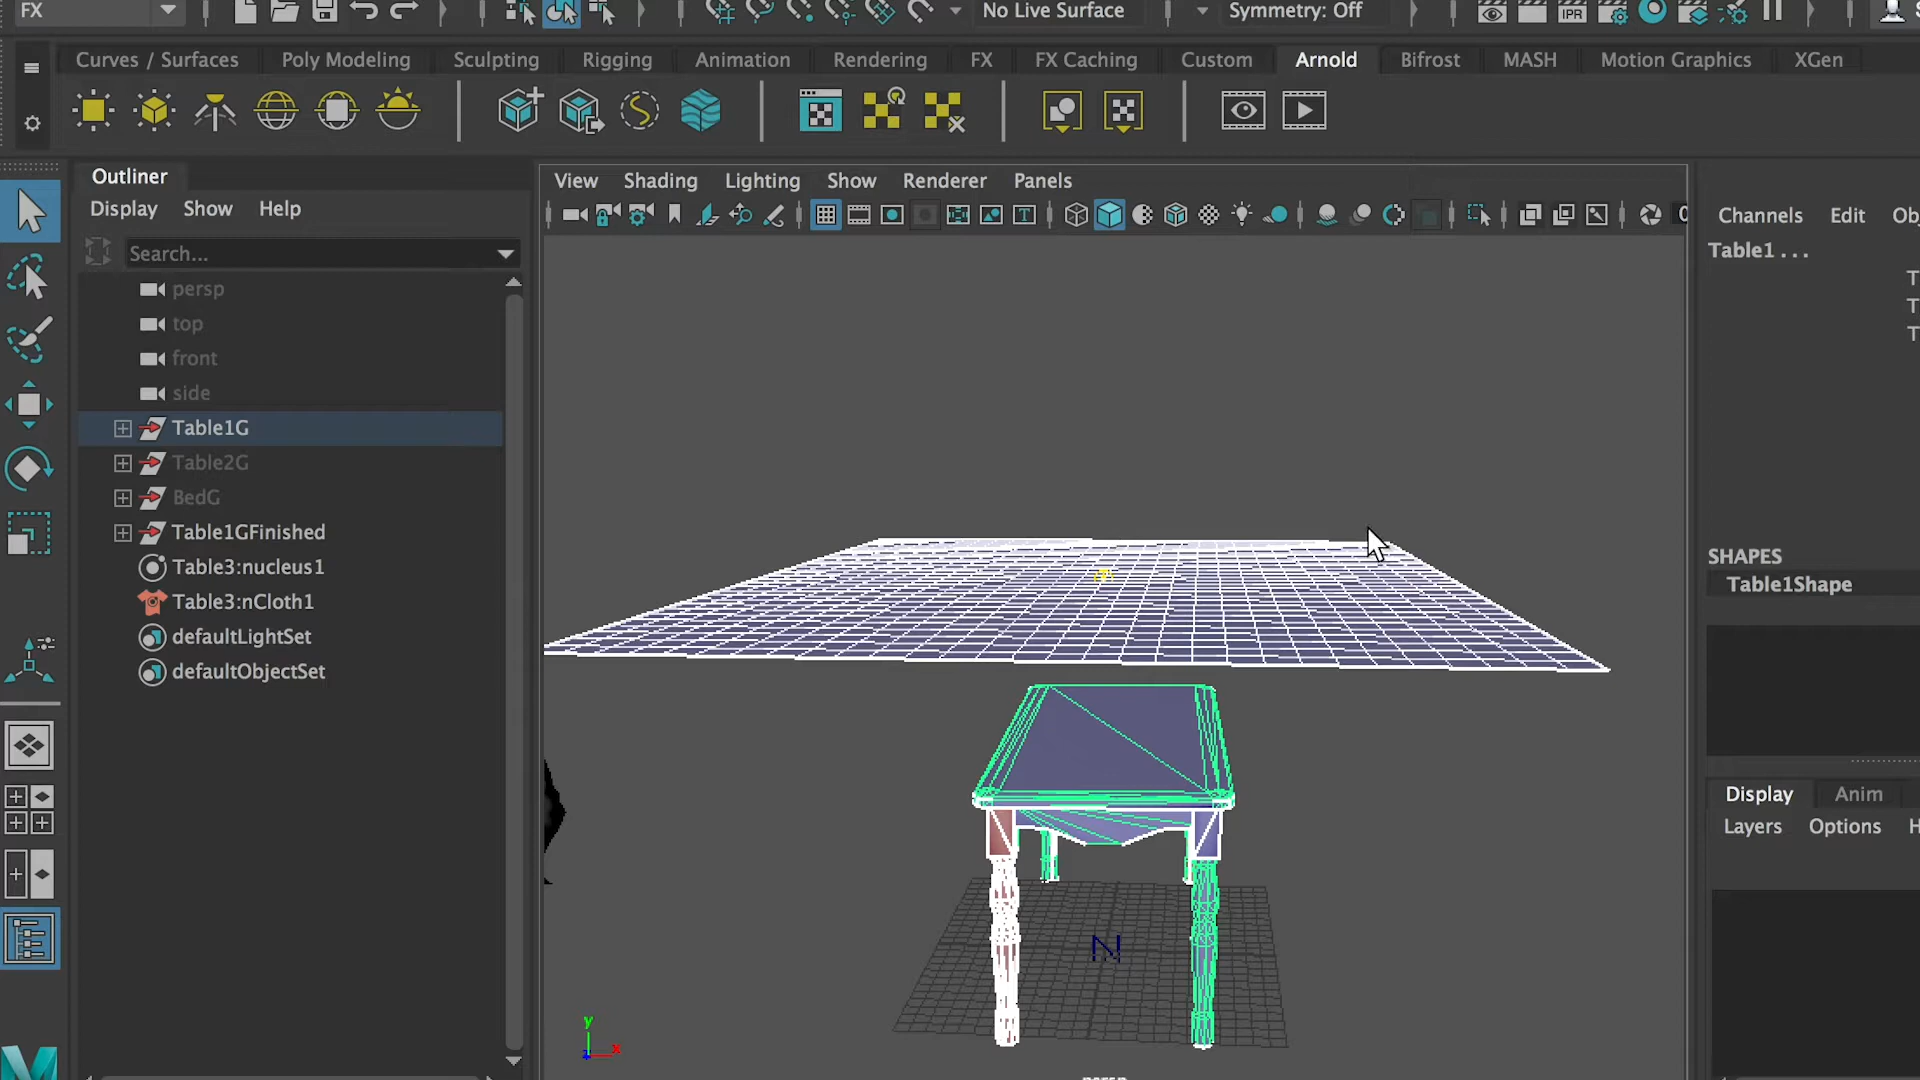 FX
No Live Surface
Symmetry: Off
IPR
Curves / Surfaces Poly Modeling Sculpting Rigging Animation Rendering FX FX Caching Custom Arnold Bifrost MASH Motion Graphics XGen
Outliner
Display Show Help
Search...
persp
top
front
side
Table1G
Table2G
BedG
Table1GFinished
Table3:nucleus1
Table3:nCloth1
defaultLightSet
defaultObjectSet
View Shading Lighting Show Renderer Panels
N
y
x
z
Channels Edit
Table1 . . .
T
T
T
SHAPES
Table1Shape
Display Anim
Layers Options H